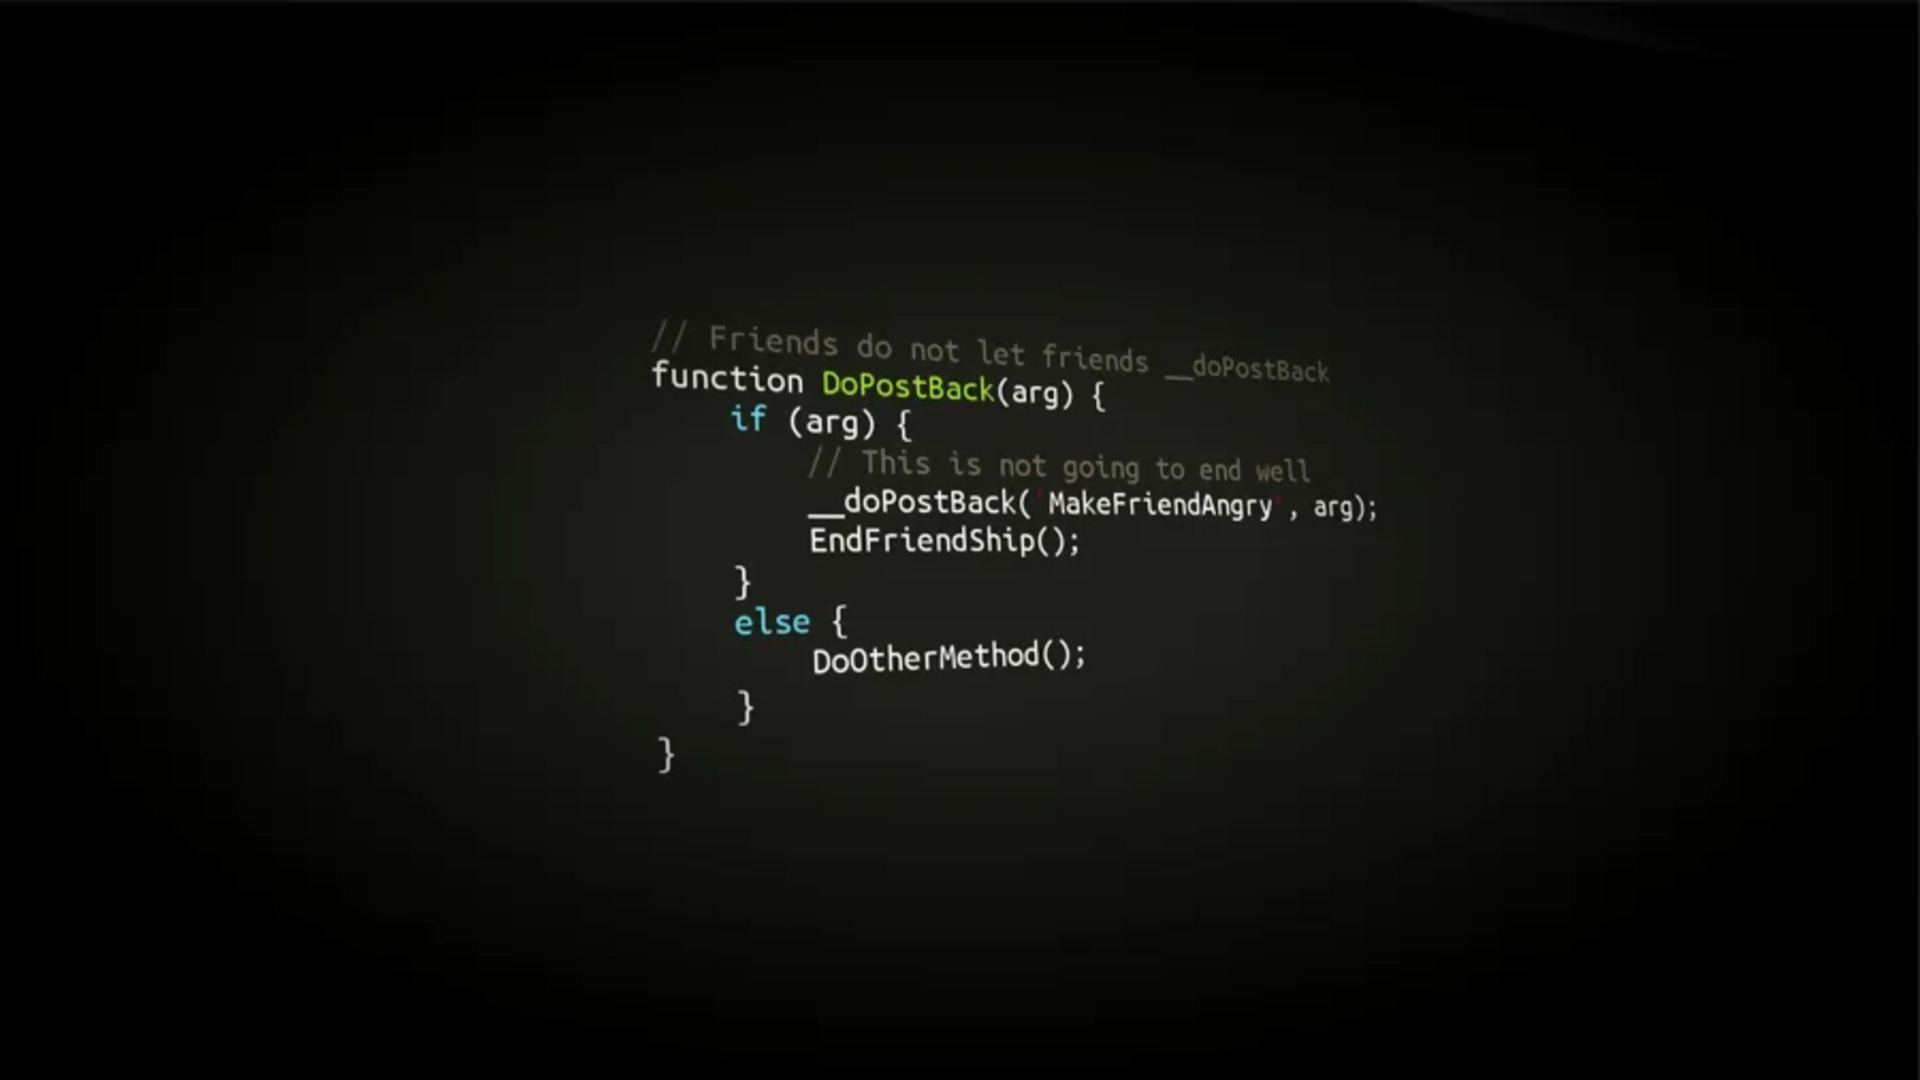 // Friends do not let friends __doPostBack
function DoPostBack(arg) {
if (arg) {
// This is not going to end well
__doPostBack('MakeFriendAngry', arg);
EndFriendShip();
}
else {
DoOtherMethod();
}
}